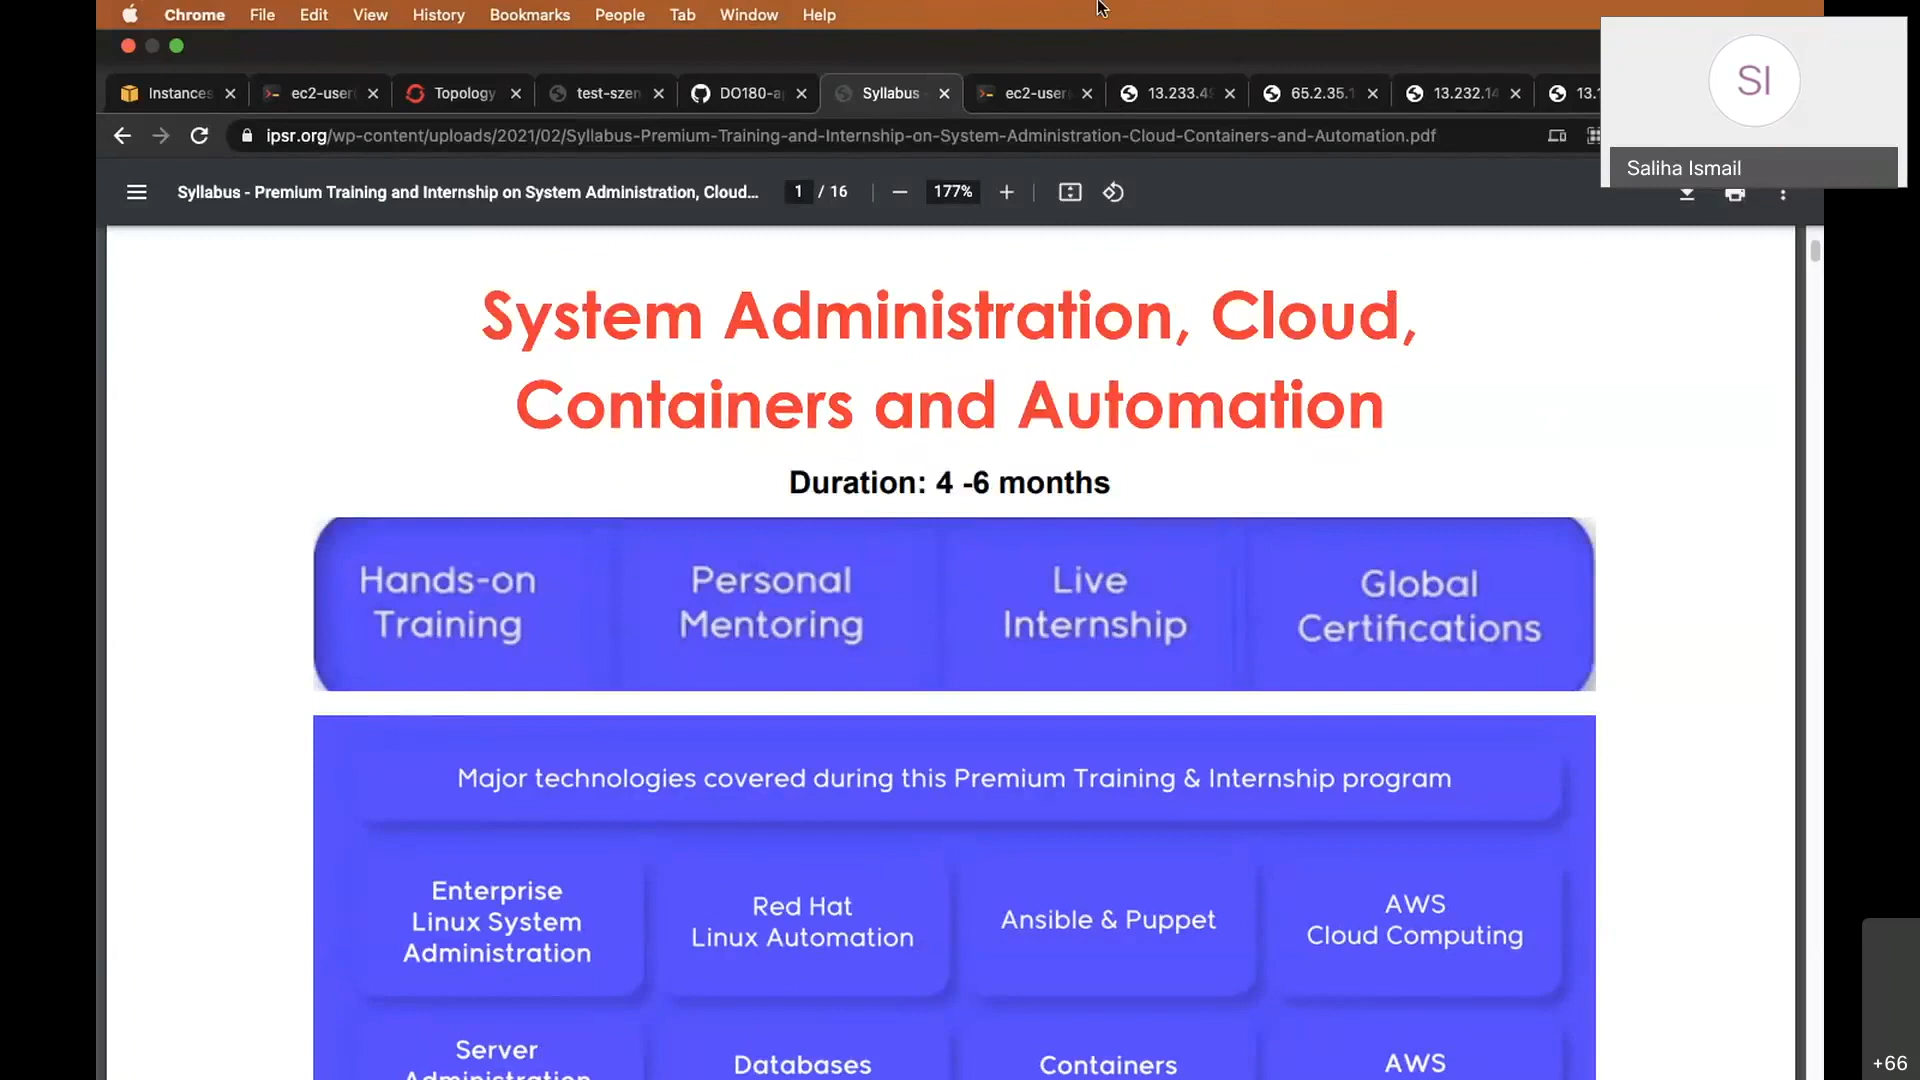 Chrome File Edit View History Bookmarks People Tab Window Help
Instances ec2-user Topology test-szen DO180-a Syllabus ec2-user 13.233.4 65.2.35.1 13.232.14 13.1
ipsr.org/wp-content/uploads/2021/02/Syllabus-Premium-Training-and-Internship-on-System-Administration-Cloud-Containers-and-Automation.pdf
Syllabus - Premium Training and Internship on System Administration, Cloud... 1 / 16 177%
SI
Saliha Ismail
System Administration, Cloud,
Containers and Automation
Duration: 4 -6 months
Hands-on
Training
Personal
Mentoring
Live
Internship
Global
Certifications
Major technologies covered during this Premium Training & Internship program
Enterprise
Linux System
Administration
Red Hat
Linux Automation
Ansible & Puppet
AWS
Cloud Computing
Server
Administration
Databases
Containers
AWS
+66